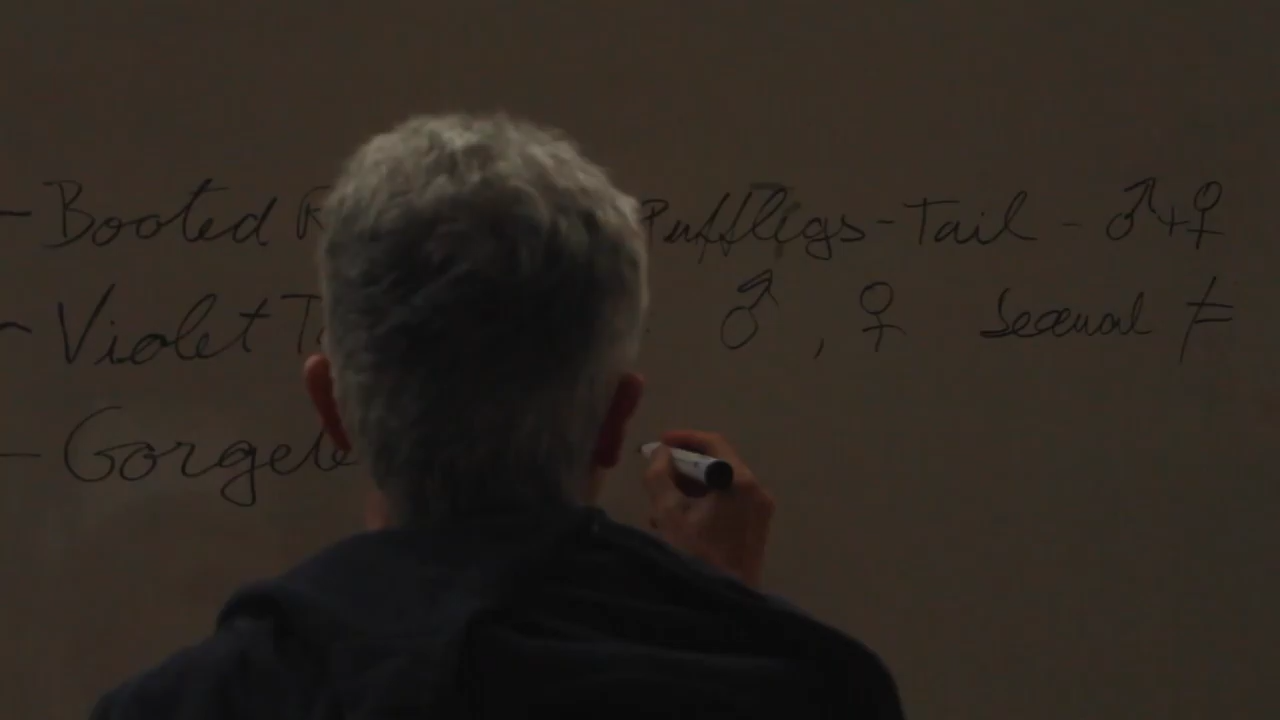 - Booted R Pufflegs - Tail - ♂+♀
- Violet T ♂ , ♀ Sexual ≠
- Gorget